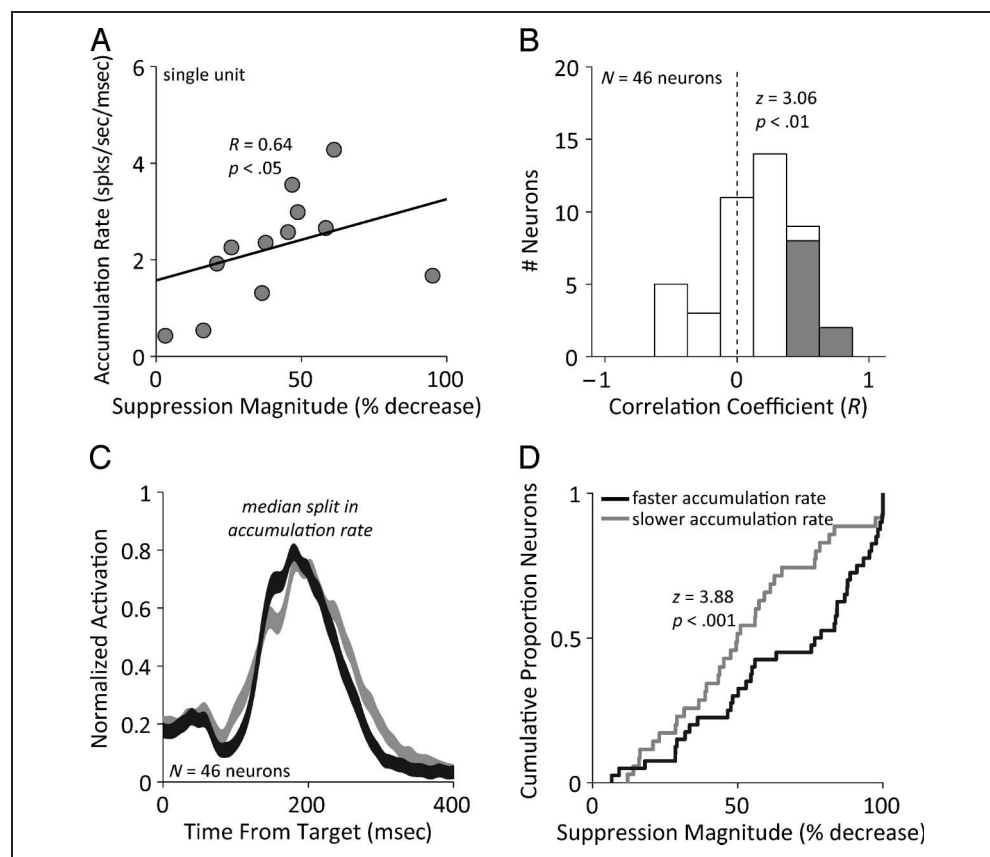 A
6
single unit
R = 0.64
p < .05
4
2
0
0
50
100
Accumulation Rate (spks/sec/msec)
Suppression Magnitude (% decrease)
B
20
N = 46 neurons
z = 3.06
p < .01
15
10
5
0
−1
0
1
# Neurons
Correlation Coefficient (R)
C
1
median split in
accumulation rate
0.8
0.6
0.4
0.2
N = 46 neurons
0
0
200
400
Normalized Activation
Time From Target (msec)
D
1
faster accumulation rate
slower accumulation rate
z = 3.88
p < .001
0.5
0
0
50
100
Cumulative Proportion Neurons
Suppression Magnitude (% decrease)